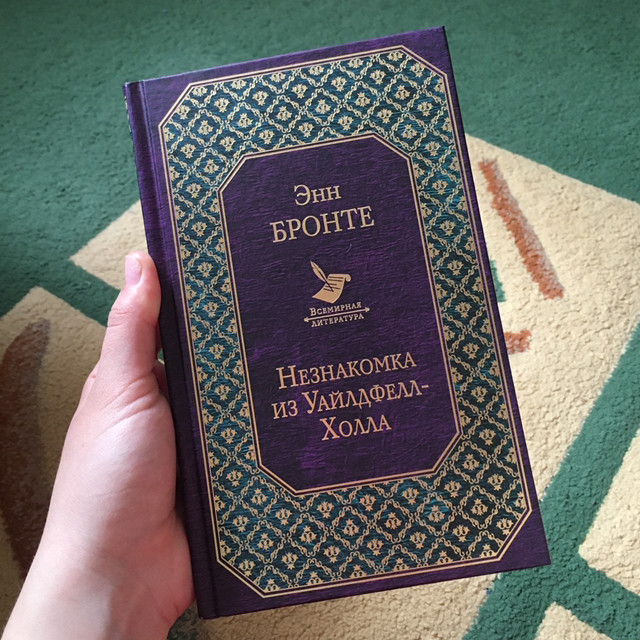 Энн
БРОНТЕ
Всемирная
литература
Незнакомка
из Уайлдфелл-
Холла